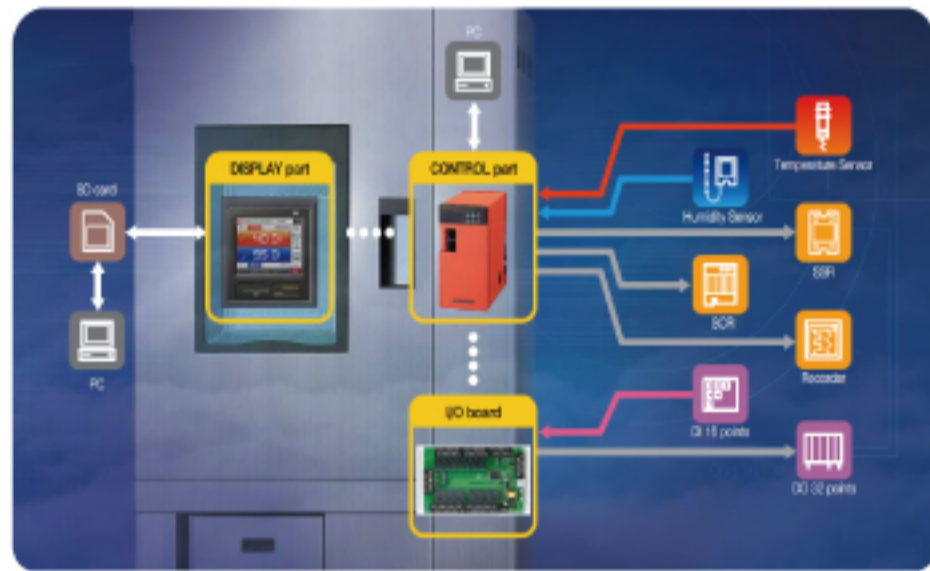 PC
DISPLAY part
CONTROL part
SD card
Temperature Sensor
Humidity Sensor
SSR
SCR
PC
Recorder
I/O board
DI 16 points
DO 32 points